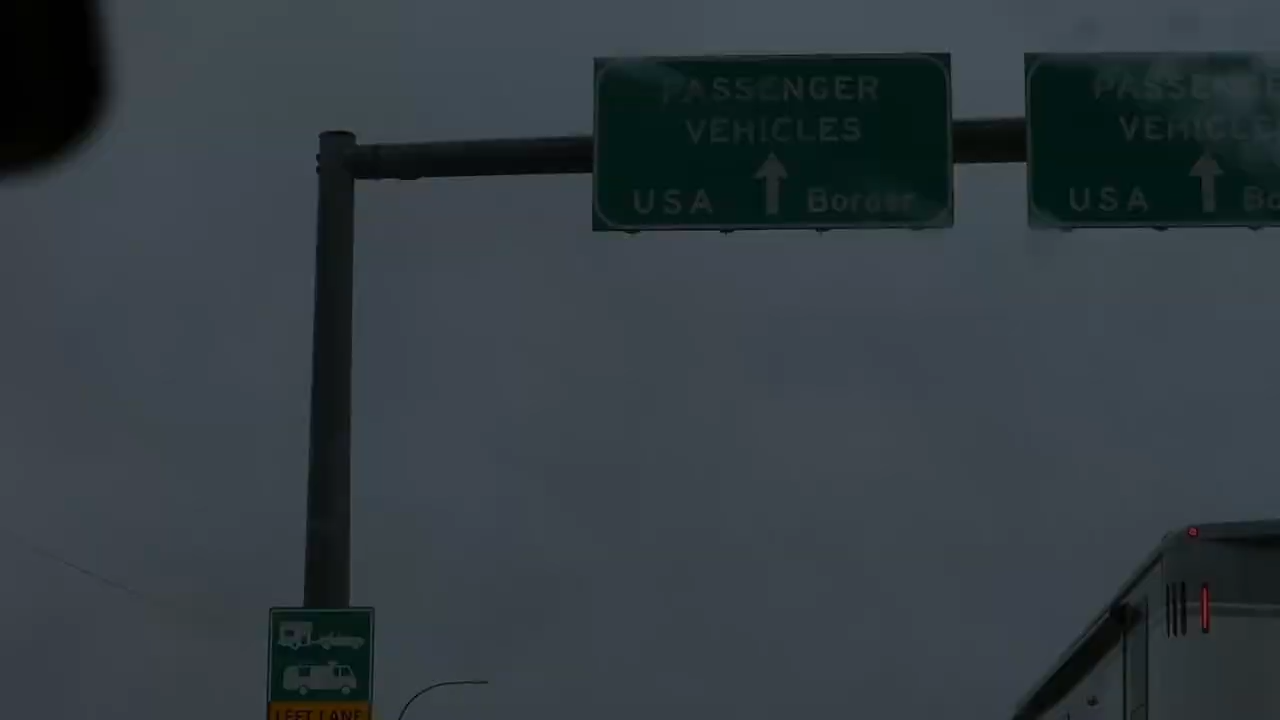 PASSENGER
VEHICLES
USA Border
PASSENGER
VEHICLES
USA
LEFT LANE